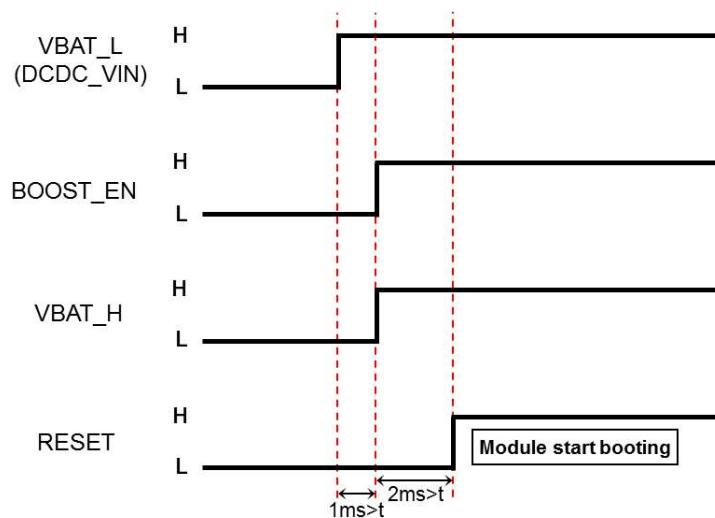 VBAT_L
(DCDC_VIN)
H
L
BOOST_EN
H
L
VBAT_H
H
L
RESET
H
L
Module start booting
2ms>t
1ms>t